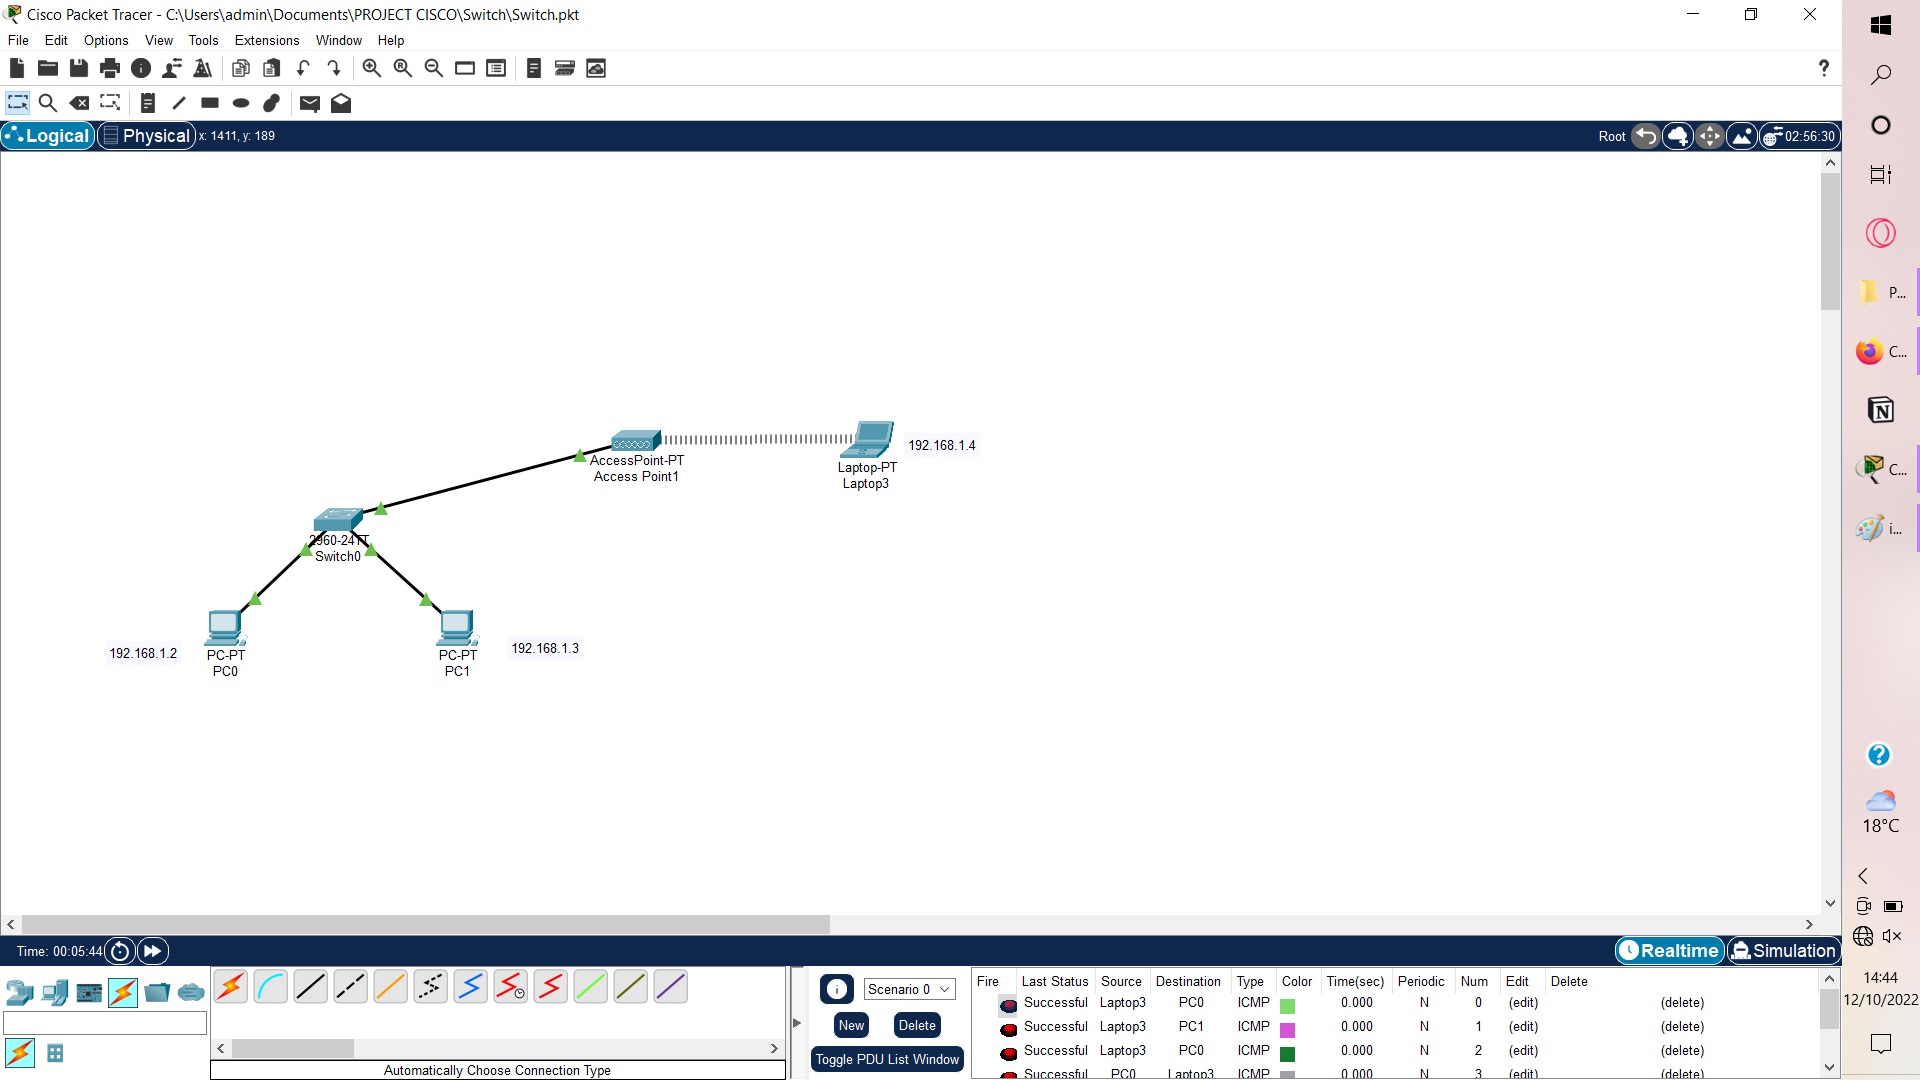 Cisco Packet Tracer - C:\Users\admin\Documents\PROJECT CISCO\Switch\Switch.pkt
File Edit Options View Tools Extensions Window Help
?
Logical Physical x: 1411, y: 189 Root 02:56:30
P...
C...
C...
i...
192.168.1.4
AccessPoint-PT
Access Point1
Laptop-PT
Laptop3
2960-24TT
Switch0
192.168.1.2
PC-PT
PC0
PC-PT
PC1
192.168.1.3
18°C
Time: 00:05:44 Realtime Simulation
14:44
12/10/2022
Scenario 0
New Delete
Toggle PDU List Window
Automatically Choose Connection Type
Fire Last Status Source Destination Type Color Time(sec) Periodic Num Edit Delete
Successful Laptop3 PC0 ICMP 0.000 N 0 (edit) (delete)
Successful Laptop3 PC1 ICMP 0.000 N 1 (edit) (delete)
Successful Laptop3 PC0 ICMP 0.000 N 2 (edit) (delete)
Successful PC0 Laptop3 ICMP 0.000 N 3 (edit) (delete)